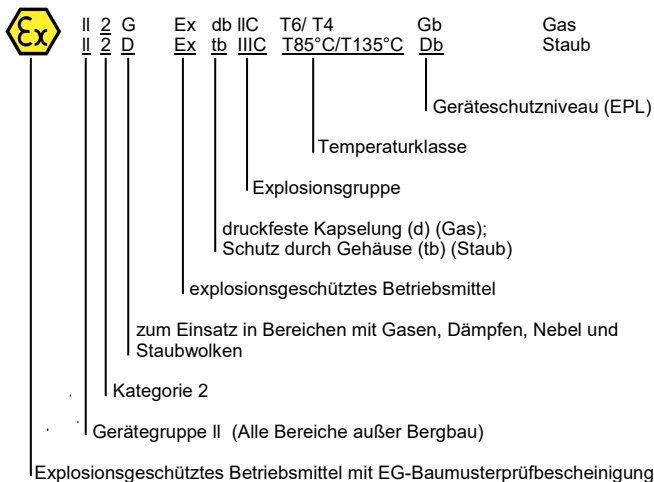 Ex II 2 G Ex db IIC T6/ T4 Gb Gas
II 2 D Ex tb IIIC T85°C/T135°C Db Staub
Geräteschutzniveau (EPL)
Temperaturklasse
Explosionsgruppe
druckfeste Kapselung (d) (Gas);
Schutz durch Gehäuse (tb) (Staub)
explosionsgeschütztes Betriebsmittel
zum Einsatz in Bereichen mit Gasen, Dämpfen, Nebel und
Staubwolken
Kategorie 2
Gerätegruppe II (Alle Bereiche außer Bergbau)
Explosionsgeschütztes Betriebsmittel mit EG-Baumusterprüfbescheinigung